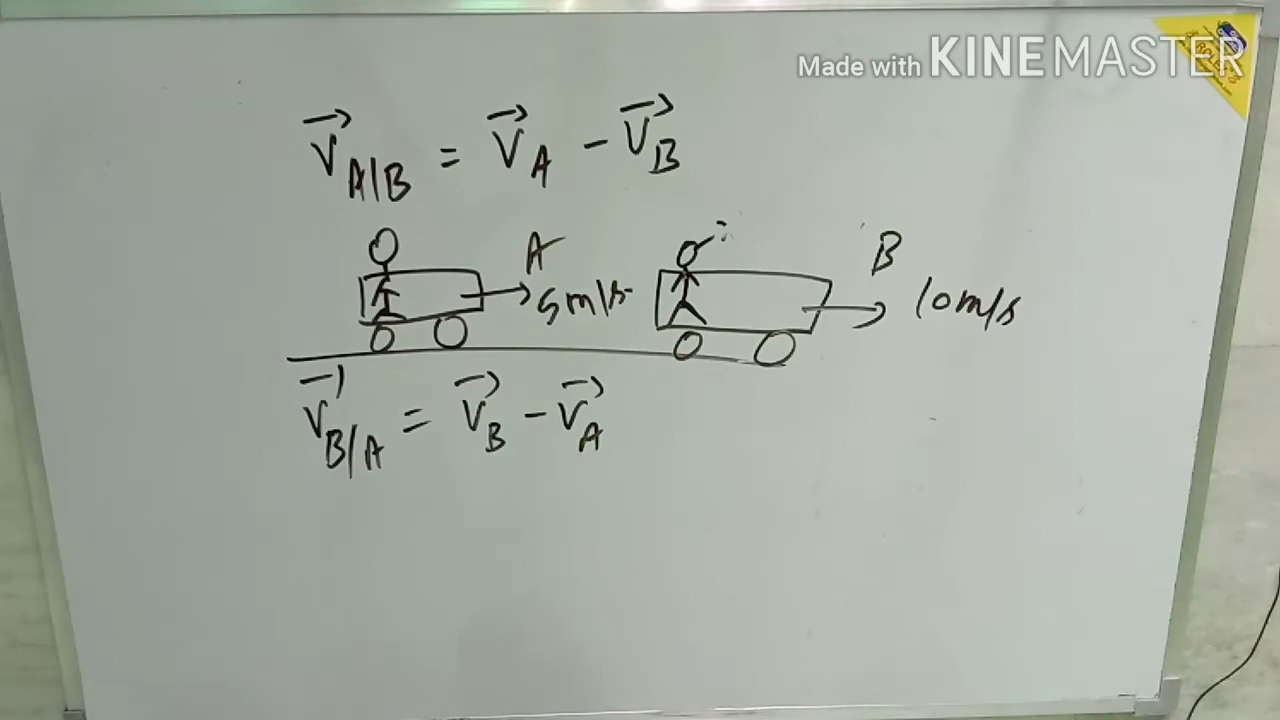 Made with KINEMASTER
V⃗ A/B = V⃗ A - V⃗ B
A
5m/s
B
10m/s
V⃗ B/A = V⃗ B - V⃗ A